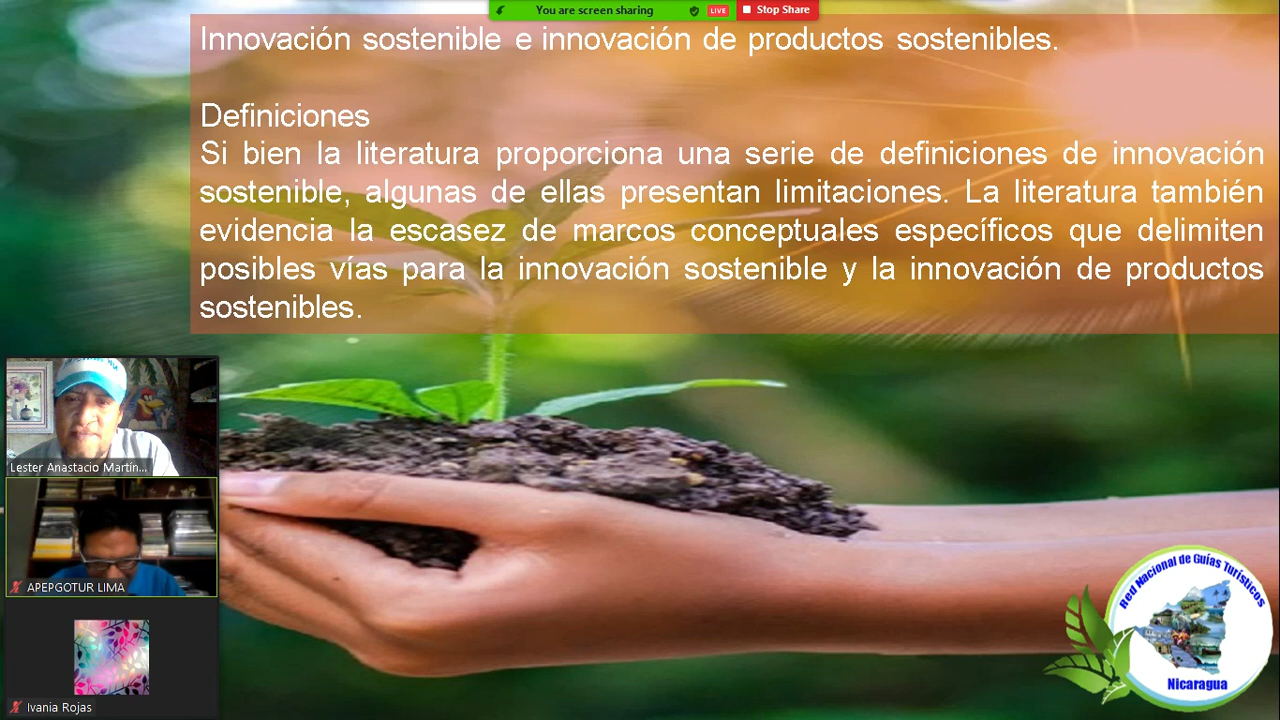 You are screen sharing
LIVE
Stop Share
Innovación sostenible e innovación de productos sostenibles.
Definiciones
Si bien la literatura proporciona una serie de definiciones de innovación
sostenible, algunas de ellas presentan limitaciones. La literatura también
evidencia la escasez de marcos conceptuales específicos que delimiten
posibles vías para la innovación sostenible y la innovación de productos
sostenibles.
Lester Anastacio Martín...
APEPGOTUR LIMA
Ivania Rojas
Red Nacional de Guías Turísticos
Nicaragua